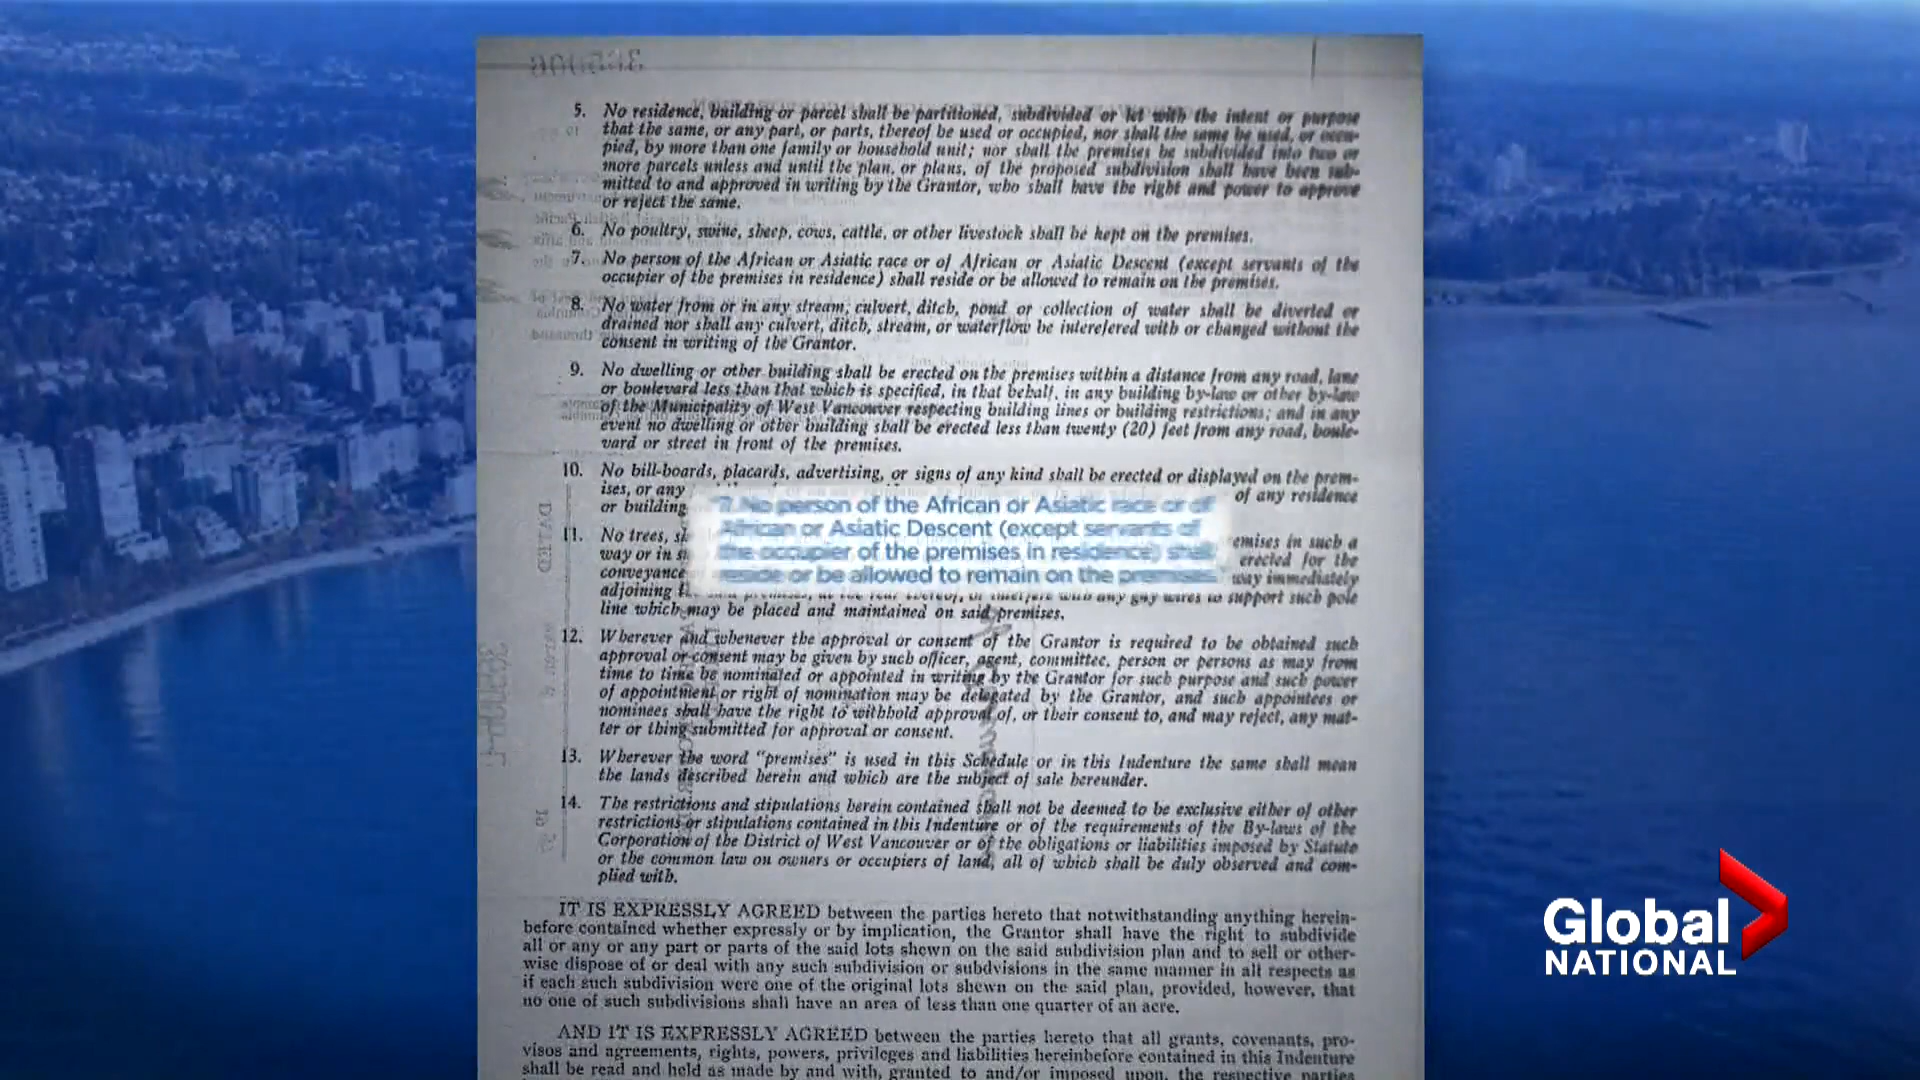 5. No residence, building or parcel shall be partitioned, subdivided or let with the intent or purpose
that the same, or any part, or parts, thereof be used or occupied, nor shall the same be used, or occu-
pied, by more than one family or household unit; nor shall the premises be subdivided into two or
more parcels unless and until the plan, or plans, of the proposed subdivision shall have been sub-
mitted to and approved in writing by the Grantor, who shall have the right and power to approve
or reject the same.
6. No poultry, swine, sheep, cows, cattle, or other livestock shall be kept on the premises.
7. No person of the African or Asiatic race or of African or Asiatic Descent (except servants of the
occupier of the premises in residence) shall reside or be allowed to remain on the premises.
8. No water from or in any stream, culvert, ditch, pond or collection of water shall be diverted or
drained nor shall any culvert, ditch, stream, or waterflow be interefered with or changed without the
consent in writing of the Grantor.
9. No dwelling or other building shall be erected on the premises within a distance from any road, lane
or boulevard less than that which is specified, in that behalf, in any building by-law or other by-law
of the Municipality of West Vancouver respecting building lines or building restrictions; and in any
event no dwelling or other building shall be erected less than twenty (20) feet from any road, boule-
vard or street in front of the premises.
10. No bill-boards, placards, advertising, or signs of any kind shall be erected or displayed on the prem-
ises, or any of any residence
or building
7. No person of the African or Asiatic race or of
African or Asiatic Descent (except servants of
the occupier of the premises in residence) shall
reside or be allowed to remain on the premises.
11. No trees, emises in such a
way or in erected for the
conveyance way immediately
adjoining or interfere with any guy wires to support such pole
line which may be placed and maintained on said premises.
12. Wherever and whenever the approval or consent of the Grantor is required to be obtained such
approval or consent may be given by such officer, agent, committee, person or persons as may from
time to time be nominated or appointed in writing by the Grantor for such purpose and such power
of appointment or right of nomination may be delegated by the Grantor, and such appointees or
nominees shall have the right to withhold approval of, or their consent to, and may reject, any mat-
ter or thing submitted for approval or consent.
13. Wherever the word "premises" is used in this Schedule or in this Indenture the same shall mean
the lands described herein and which are the subject of sale hereunder.
14. The restrictions and stipulations herein contained shall not be deemed to be exclusive either of other
restrictions or stipulations contained in this Indenture or of the requirements of the By-laws of the
Corporation of the District of West Vancouver or of the obligations or liabilities imposed by Statute
or the common law on owners or occupiers of land, all of which shall be duly observed and com-
plied with.
IT IS EXPRESSLY AGREED between the parties hereto that notwithstanding anything herein-
before contained whether expressly or by implication, the Grantor shall have the right to subdivide
all or any or any part or parts of the said lots shewn on the said subdivision plan and to sell or other-
wise dispose of or deal with any such subdivision or subdvisions in the same manner in all respects as
if each such subdivision were one of the original lots shewn on the said plan, provided, however, that
no one of such subdivisions shall have an area of less than one quarter of an acre.
AND IT IS EXPRESSLY AGREED between the parties hereto that all grants, covenants, pro-
visos and agreements, rights, powers, privileges and liabilities hereinbefore contained in this Indenture
shall be read and held as made by and with, granted to and/or imposed upon, the respective parties
Global
NATIONAL